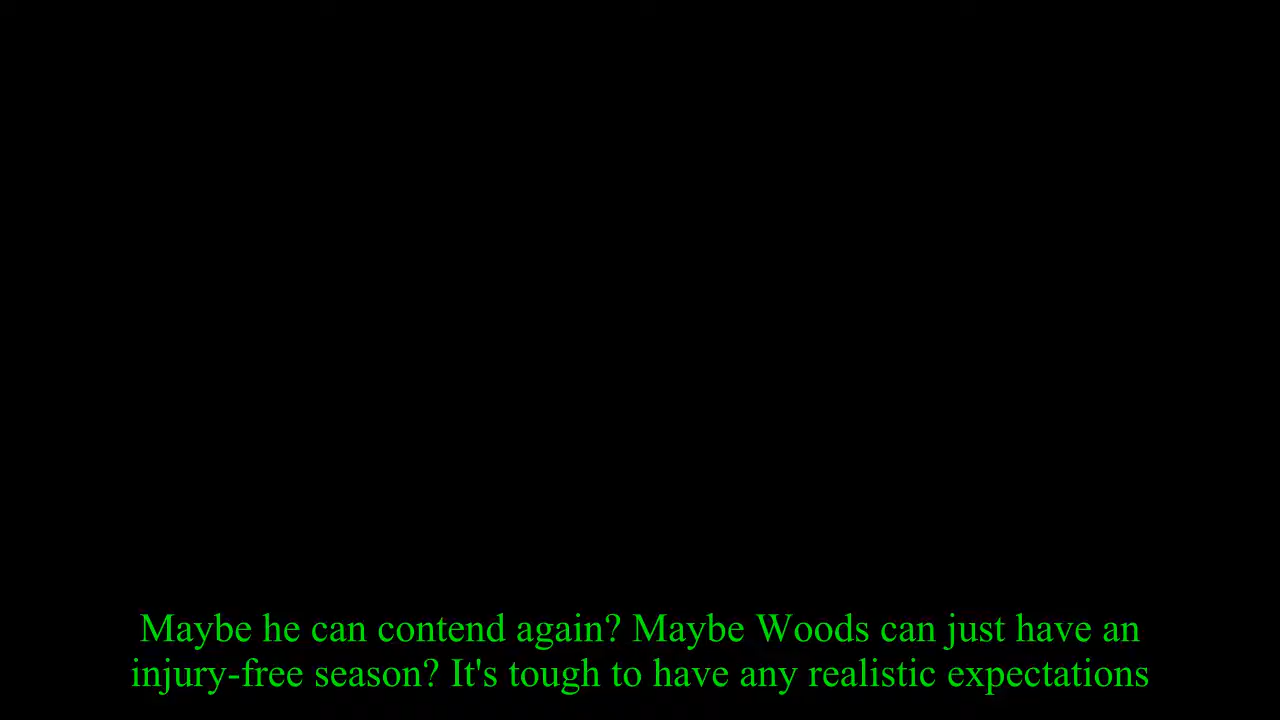 Maybe he can contend again? Maybe Woods can just have an
injury-free season? It's tough to have any realistic expectations